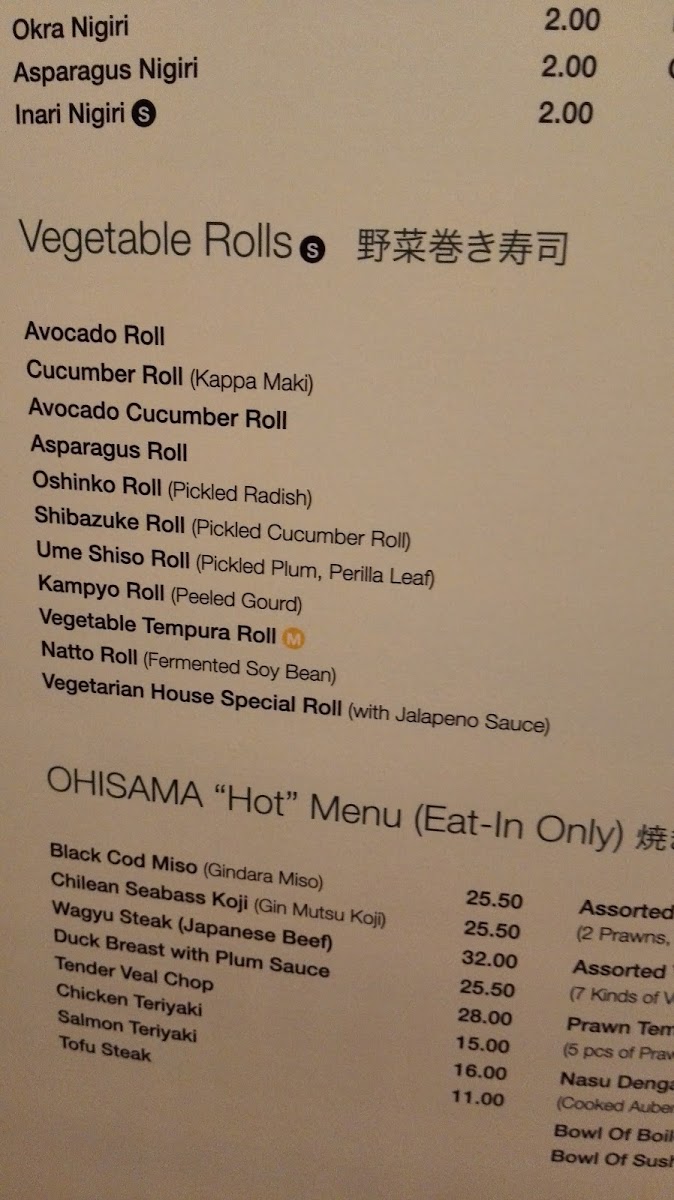 Okra Nigiri 2.00
Asparagus Nigiri 2.00
Inari Nigiri S 2.00
Vegetable Rolls S 野菜巻き寿司
Avocado Roll
Cucumber Roll (Kappa Maki)
Avocado Cucumber Roll
Asparagus Roll
Oshinko Roll (Pickled Radish)
Shibazuke Roll (Pickled Cucumber Roll)
Ume Shiso Roll (Pickled Plum, Perilla Leaf)
Kampyo Roll (Peeled Gourd)
Vegetable Tempura Roll M
Natto Roll (Fermented Soy Bean)
Vegetarian House Special Roll (with Jalapeno Sauce)
OHISAMA “Hot” Menu (Eat-In Only) 焼き
Black Cod Miso (Gindara Miso) 25.50
Chilean Seabass Koji (Gin Mutsu Koji) 25.50
Wagyu Steak (Japanese Beef) 32.00
Duck Breast with Plum Sauce 25.50
Tender Veal Chop 28.00
Chicken Teriyaki 15.00
Salmon Teriyaki 16.00
Tofu Steak 11.00
Assorted
(2 Prawns,
Assorted
(7 Kinds of
Prawn Tem
(5 pcs of Praw
Nasu Denga
(Cooked Auber
Bowl Of Boil
Bowl Of Sush